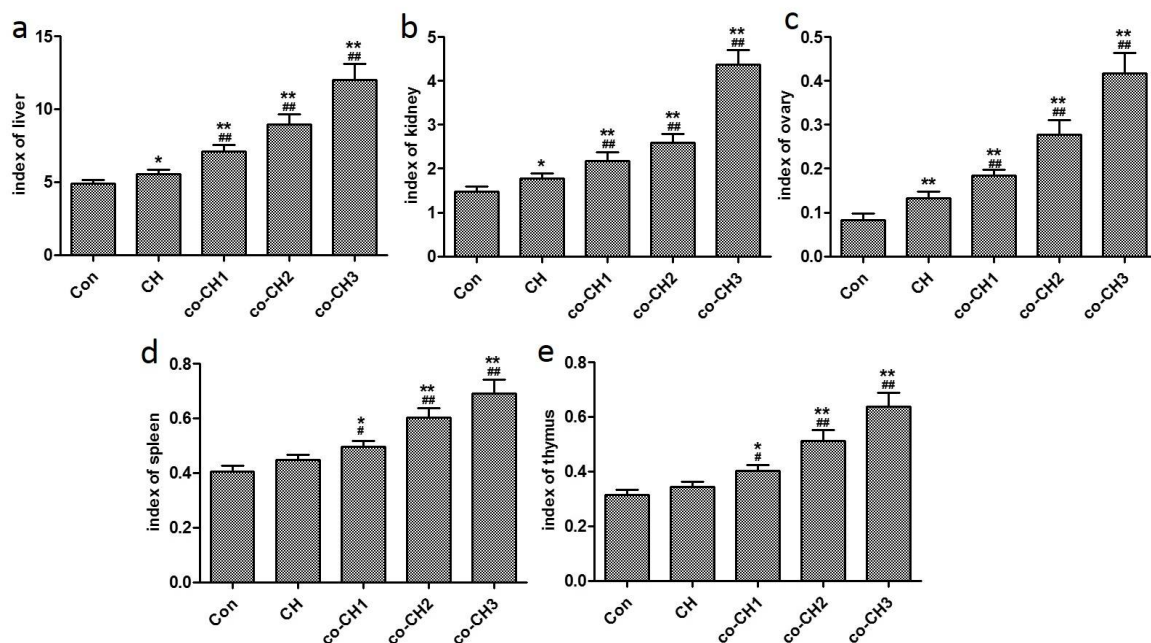 a
index of liver
15
10
5
0
*
**
##
**
##
**
##
Con
CH
co-CH1
co-CH2
co-CH3
b
index of kidney
5
4
3
2
1
0
*
**
##
**
##
**
##
Con
CH
co-CH1
co-CH2
co-CH3
c
index of ovary
0.5
0.4
0.3
0.2
0.1
0.0
**
**
##
**
##
**
##
Con
CH
co-CH1
co-CH2
co-CH3
d
index of spleen
0.8
0.6
0.4
0.2
0.0
*
#
**
##
**
##
Con
CH
co-CH1
co-CH2
co-CH3
e
index of thymus
0.8
0.6
0.4
0.2
0.0
*
#
**
##
**
##
Con
CH
co-CH1
co-CH2
co-CH3